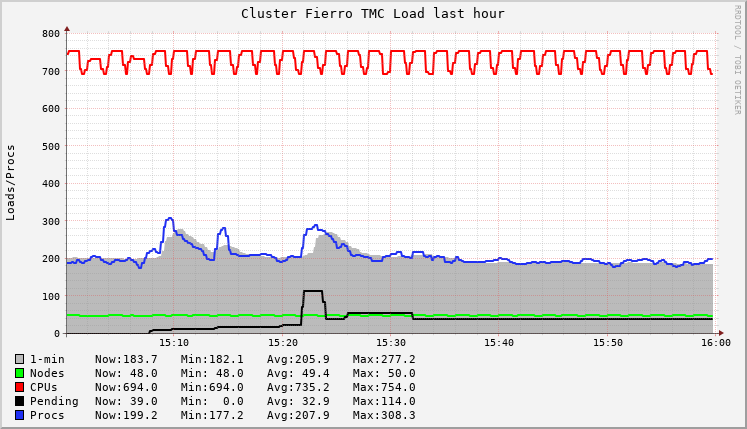 Cluster Fierro TMC Load last hour
RRDTOOL / TOBI OETIKER
Loads/Procs
800
700
600
500
400
300
200
100
0
15:10 15:20 15:30 15:40 15:50 16:00
1-min Now:183.7 Min:182.1 Avg:205.9 Max:277.2
Nodes Now: 48.0 Min: 48.0 Avg: 49.4 Max: 50.0
CPUs Now:694.0 Min:694.0 Avg:735.2 Max:754.0
Pending Now: 39.0 Min: 0.0 Avg: 32.9 Max:114.0
Procs Now:199.2 Min:177.2 Avg:207.9 Max:308.3